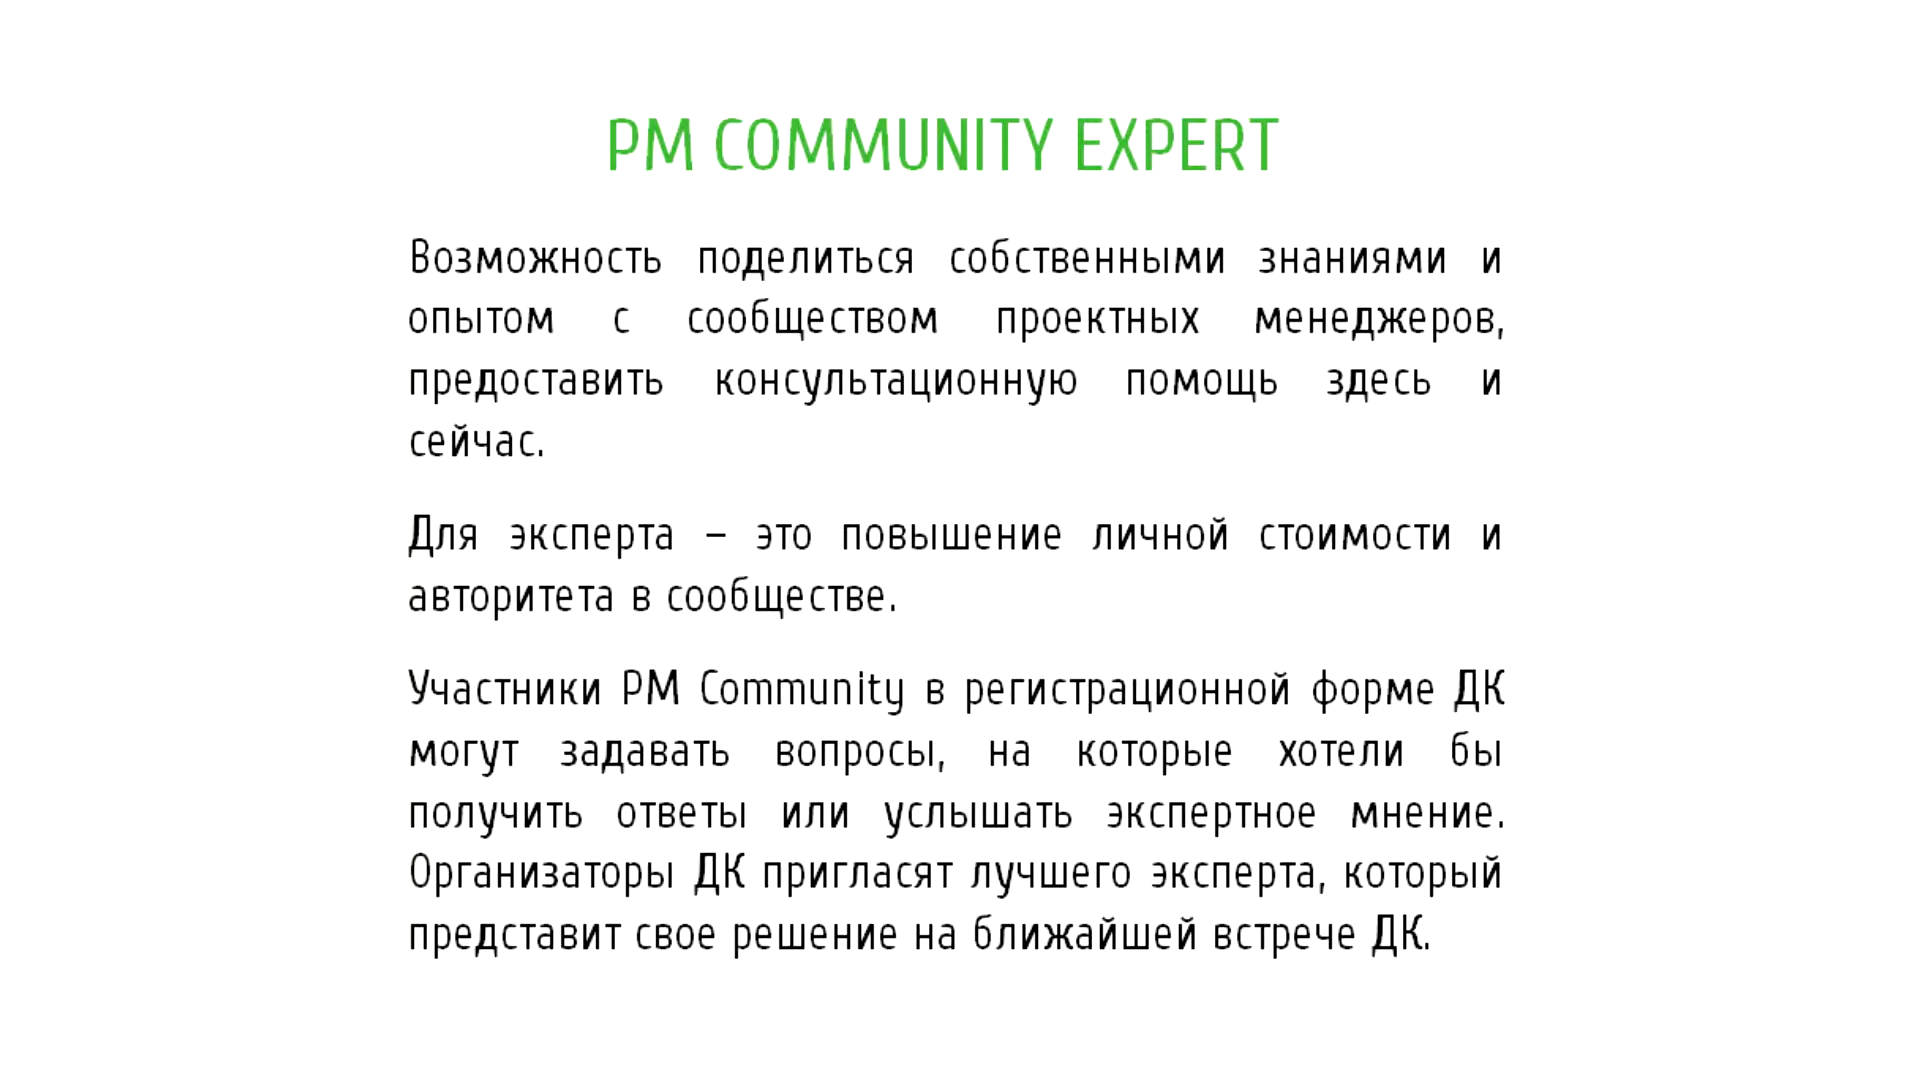 PM COMMUNITY EXPERT
Возможность поделиться собственными знаниями и
опытом с сообществом проектных менеджеров,
предоставить консультационную помощь здесь и
сейчас.
Для эксперта – это повышение личной стоимости и
авторитета в сообществе.
Участники PM Community в регистрационной форме ДК
могут задавать вопросы, на которые хотели бы
получить ответы или услышать экспертное мнение.
Организаторы ДК пригласят лучшего эксперта, который
представит свое решение на ближайшей встрече ДК.